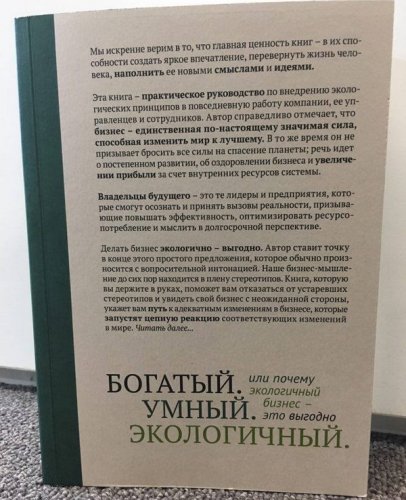 Мы искренне верим в то, что главная ценность книг – в их спо-
собности создать яркое впечатление, перевернуть жизнь чело-
века, наполнить ее новыми смыслами и идеями.
Эта книга – практическое руководство по внедрению эколо-
гических принципов в повседневную работу компании, ее уп-
равленцев и сотрудников. Автор справедливо отмечает, что
бизнес – единственная по-настоящему значимая сила,
способная изменить мир к лучшему. В то же время он не
призывает бросить все силы на спасение планеты; речь идет
о постепенном развитии, об оздоровлении бизнеса и увеличе-
нии прибыли за счет внутренних ресурсов системы.
Владельцы будущего – это те лидеры и предприятия, кото-
рые смогут осознать и принять вызовы реальности, призываю-
щие повышать эффективность, оптимизировать ресурсо-
потребление и мыслить в долгосрочной перспективе.
Делать бизнес экологично – выгодно. Автор ставит точку
в конце этого простого предложения, которое обычно произ-
носится с вопросительной интонацией. Наше бизнес-мышле-
ние до сих пор находится в плену стереотипов. Книга, которую
вы держите в руках, поможет вам отказаться от устаревших
стереотипов и увидеть свой бизнес с неожиданной стороны,
укажет вам путь к адекватным изменениям в бизнесе, которые
запустят цепную реакцию соответствующих изменений
в мире. Читать далее...
БОГАТЫЙ. или почему
экологичный
УМНЫЙ. бизнес –
это выгодно
ЭКОЛОГИЧНЫЙ.